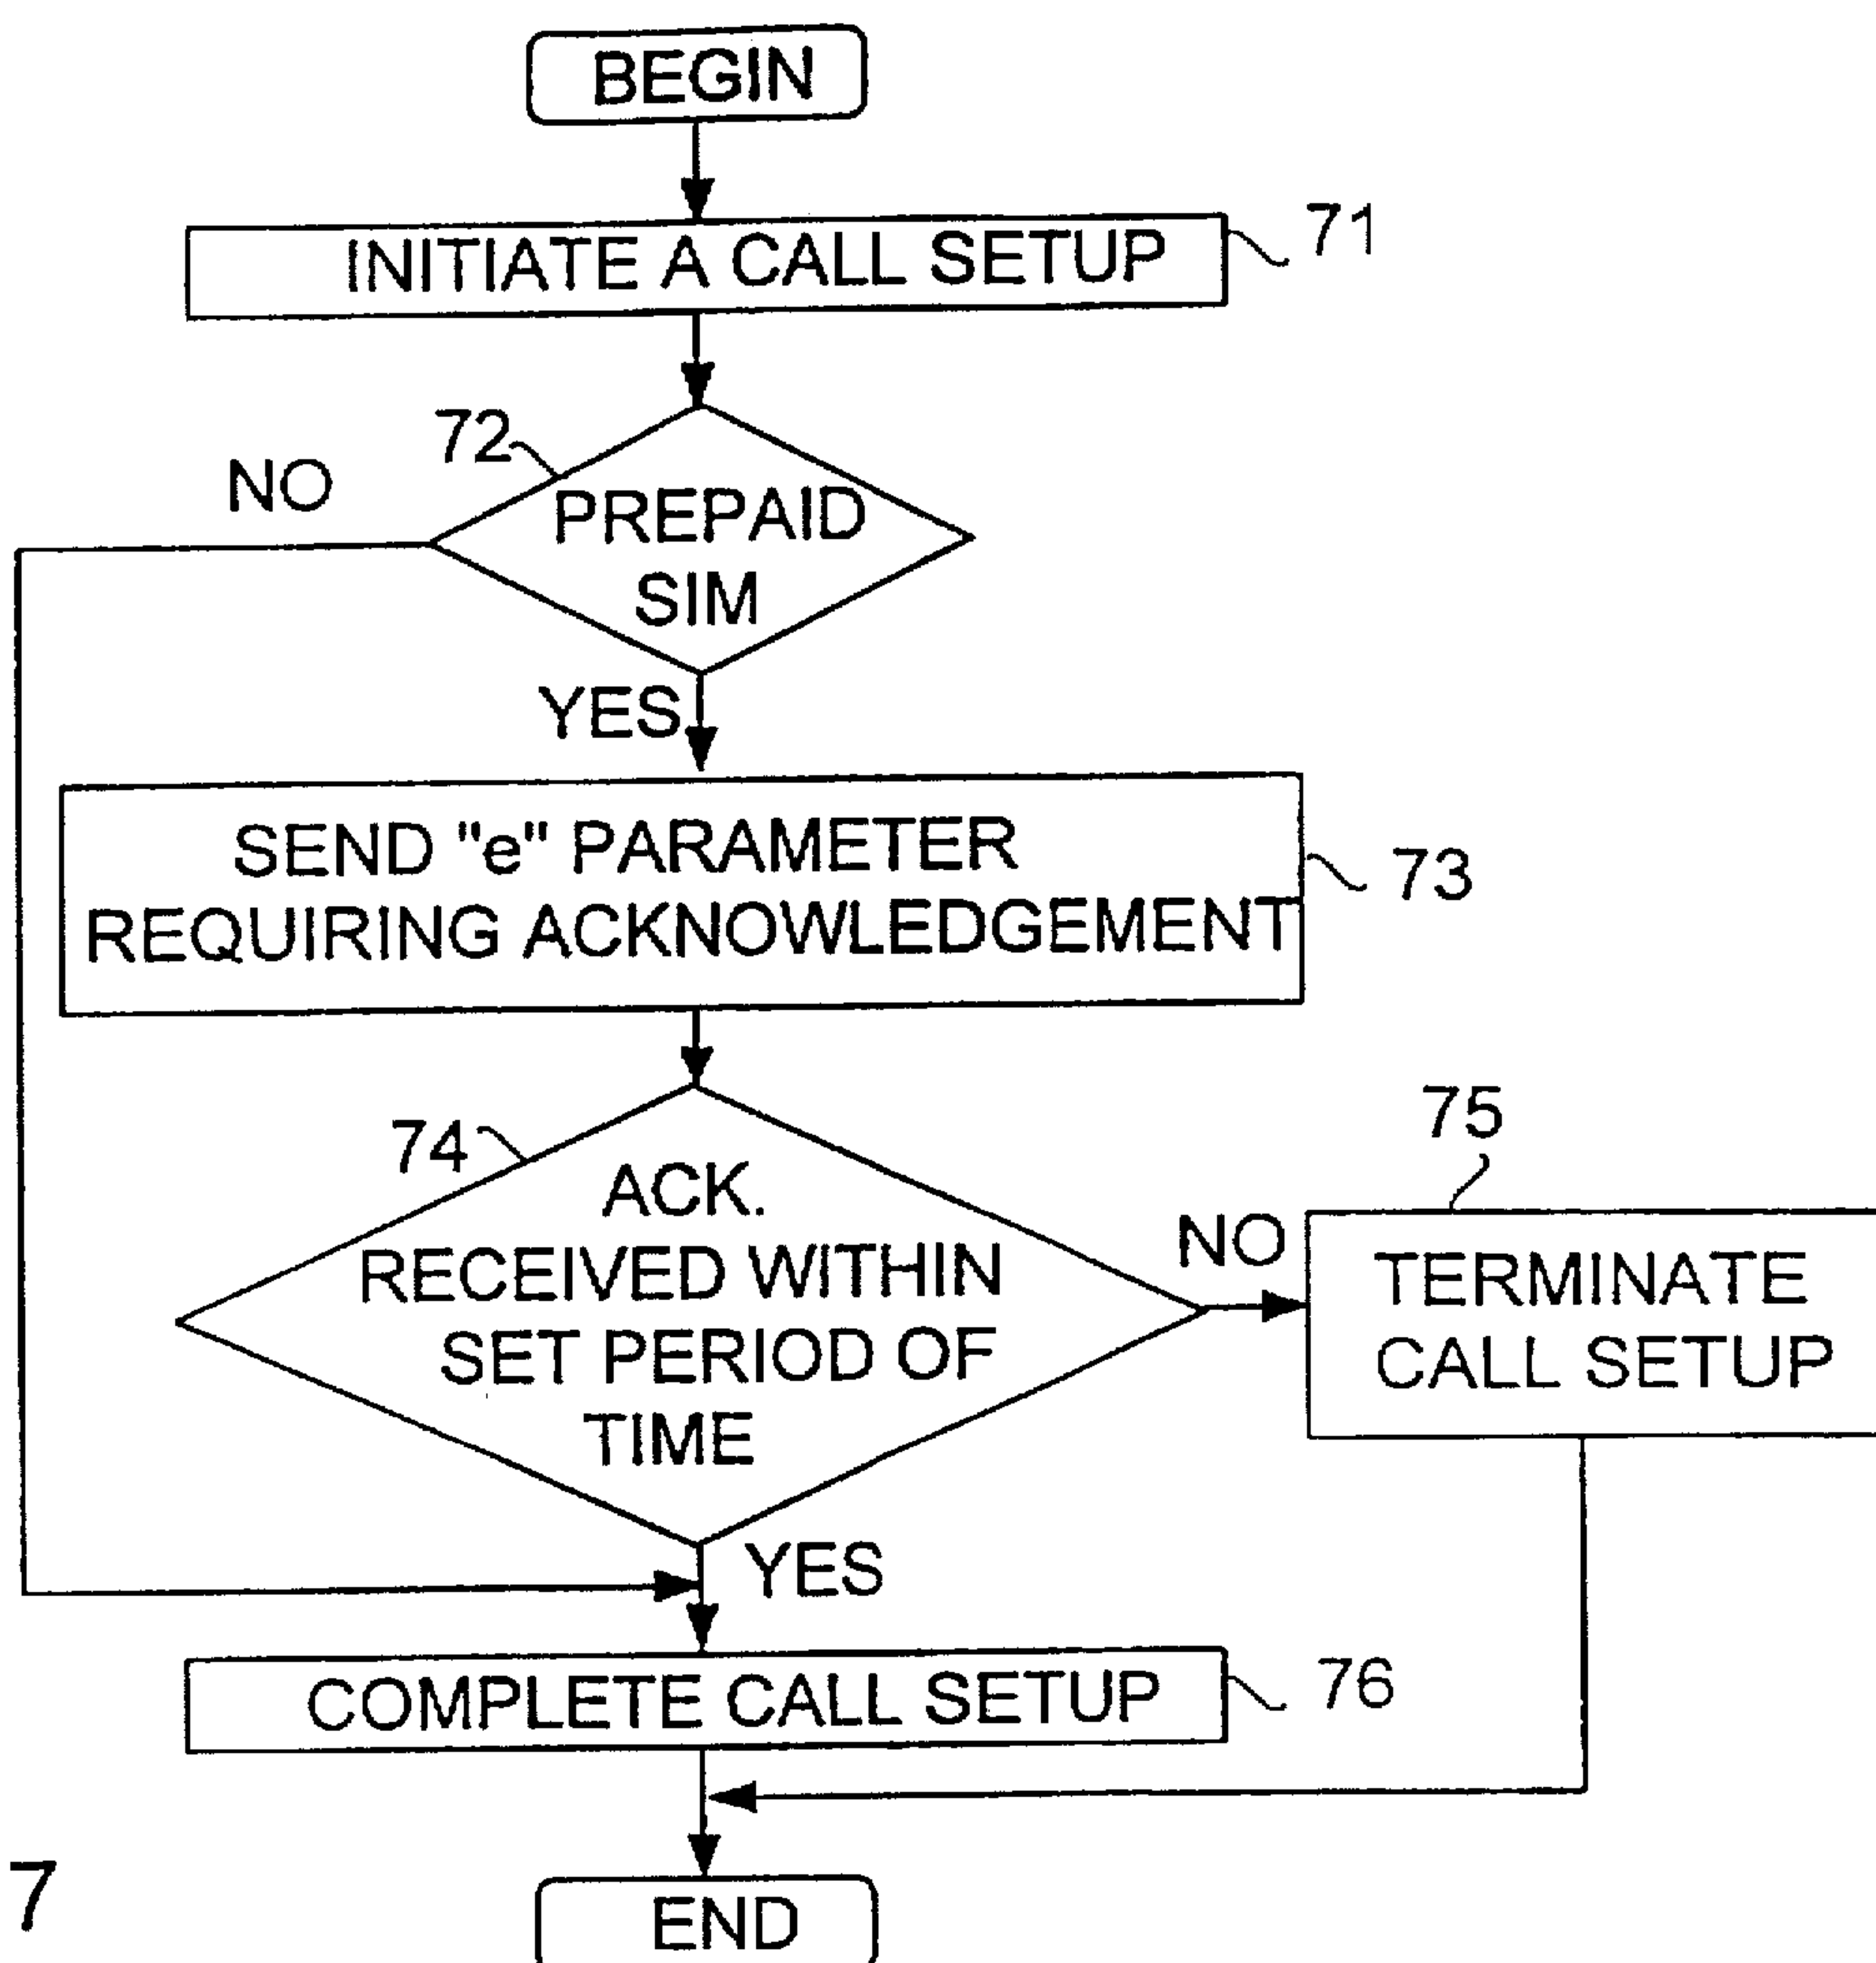 BEGIN
INITIATE A CALL SETUP
71
72
NO
PREPAID
SIM
YES
SEND "e" PARAMETER
REQUIRING ACKNOWLEDGEMENT
73
74
ACK.
RECEIVED WITHIN
SET PERIOD OF
TIME
75
NO
TERMINATE
CALL SETUP
YES
COMPLETE CALL SETUP
76
7
END